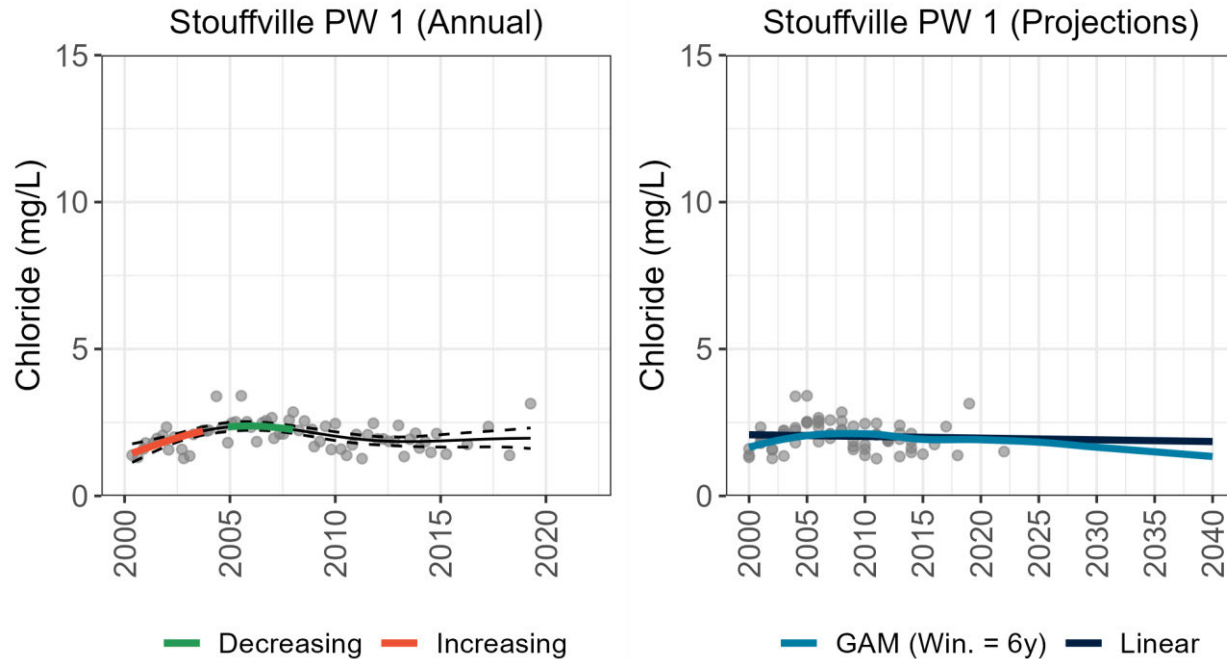 Stouffville PW 1 (Annual)
Chloride (mg/L)
15
10
5
0
2000
2005
2010
2015
2020
Decreasing
Increasing
Stouffville PW 1 (Projections)
Chloride (mg/L)
15
10
5
0
2000
2005
2010
2015
2020
2025
2030
2035
2040
GAM (Win. = 6y)
Linear